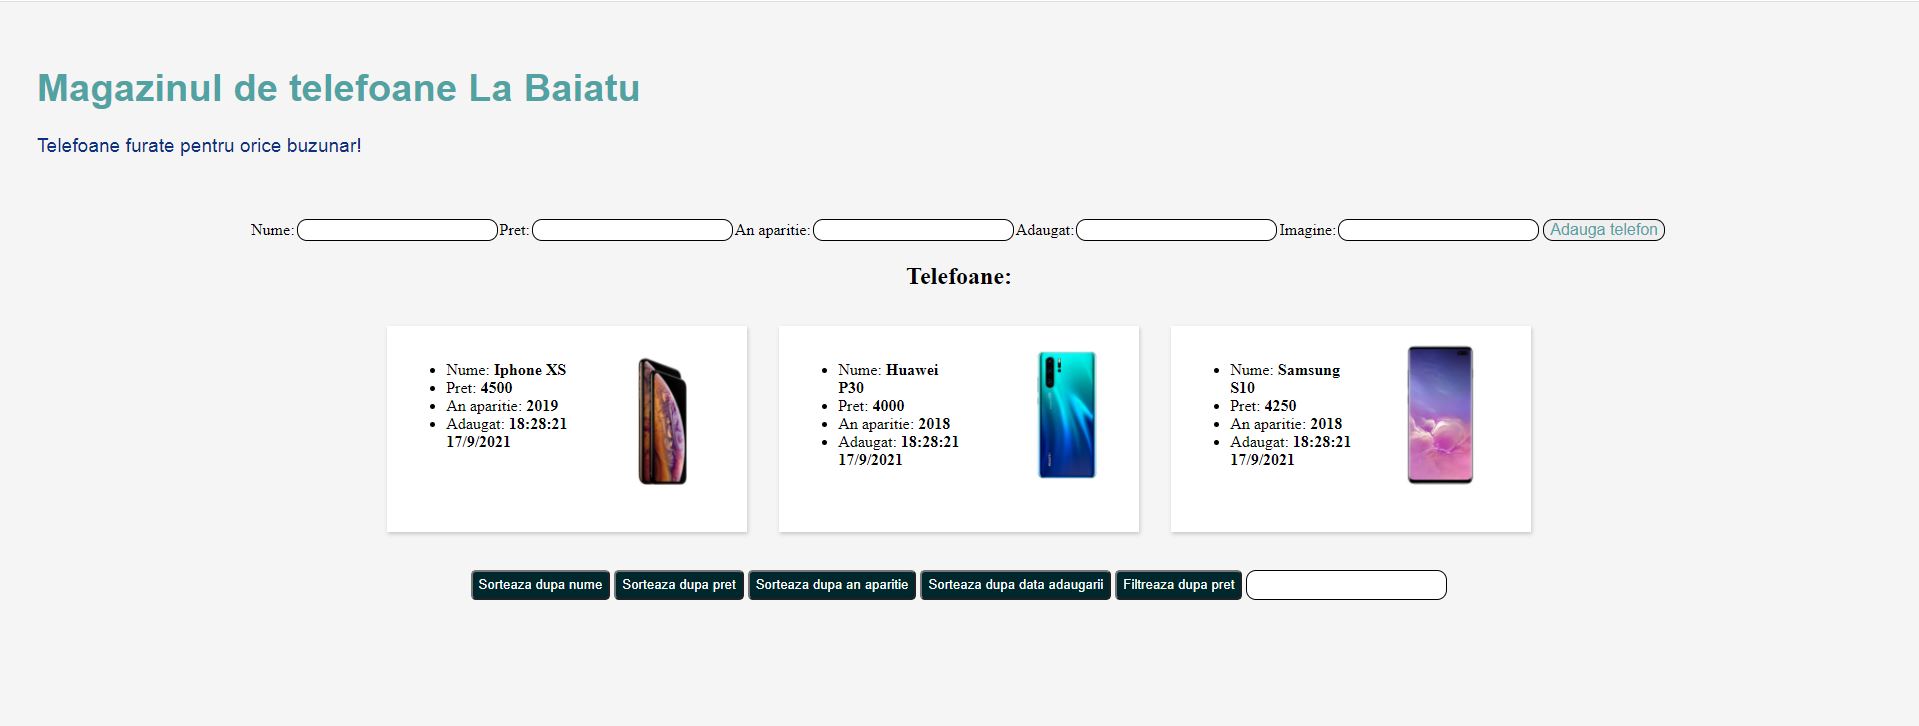 Magazinul de telefoane La Baiatu
Telefoane furate pentru orice buzunar!
Nume: Pret: An aparitie: Adaugat: Imagine: Adauga telefon
Telefoane:
Nume: Iphone XS
Pret: 4500
An aparitie: 2019
Adaugat: 18:28:21
17/9/2021
Nume: Huawei
P30
Pret: 4000
An aparitie: 2018
Adaugat: 18:28:21
17/9/2021
Nume: Samsung
S10
Pret: 4250
An aparitie: 2018
Adaugat: 18:28:21
17/9/2021
Sorteaza dupa nume Sorteaza dupa pret Sorteaza dupa an aparitie Sorteaza dupa data adaugarii Filtreaza dupa pret